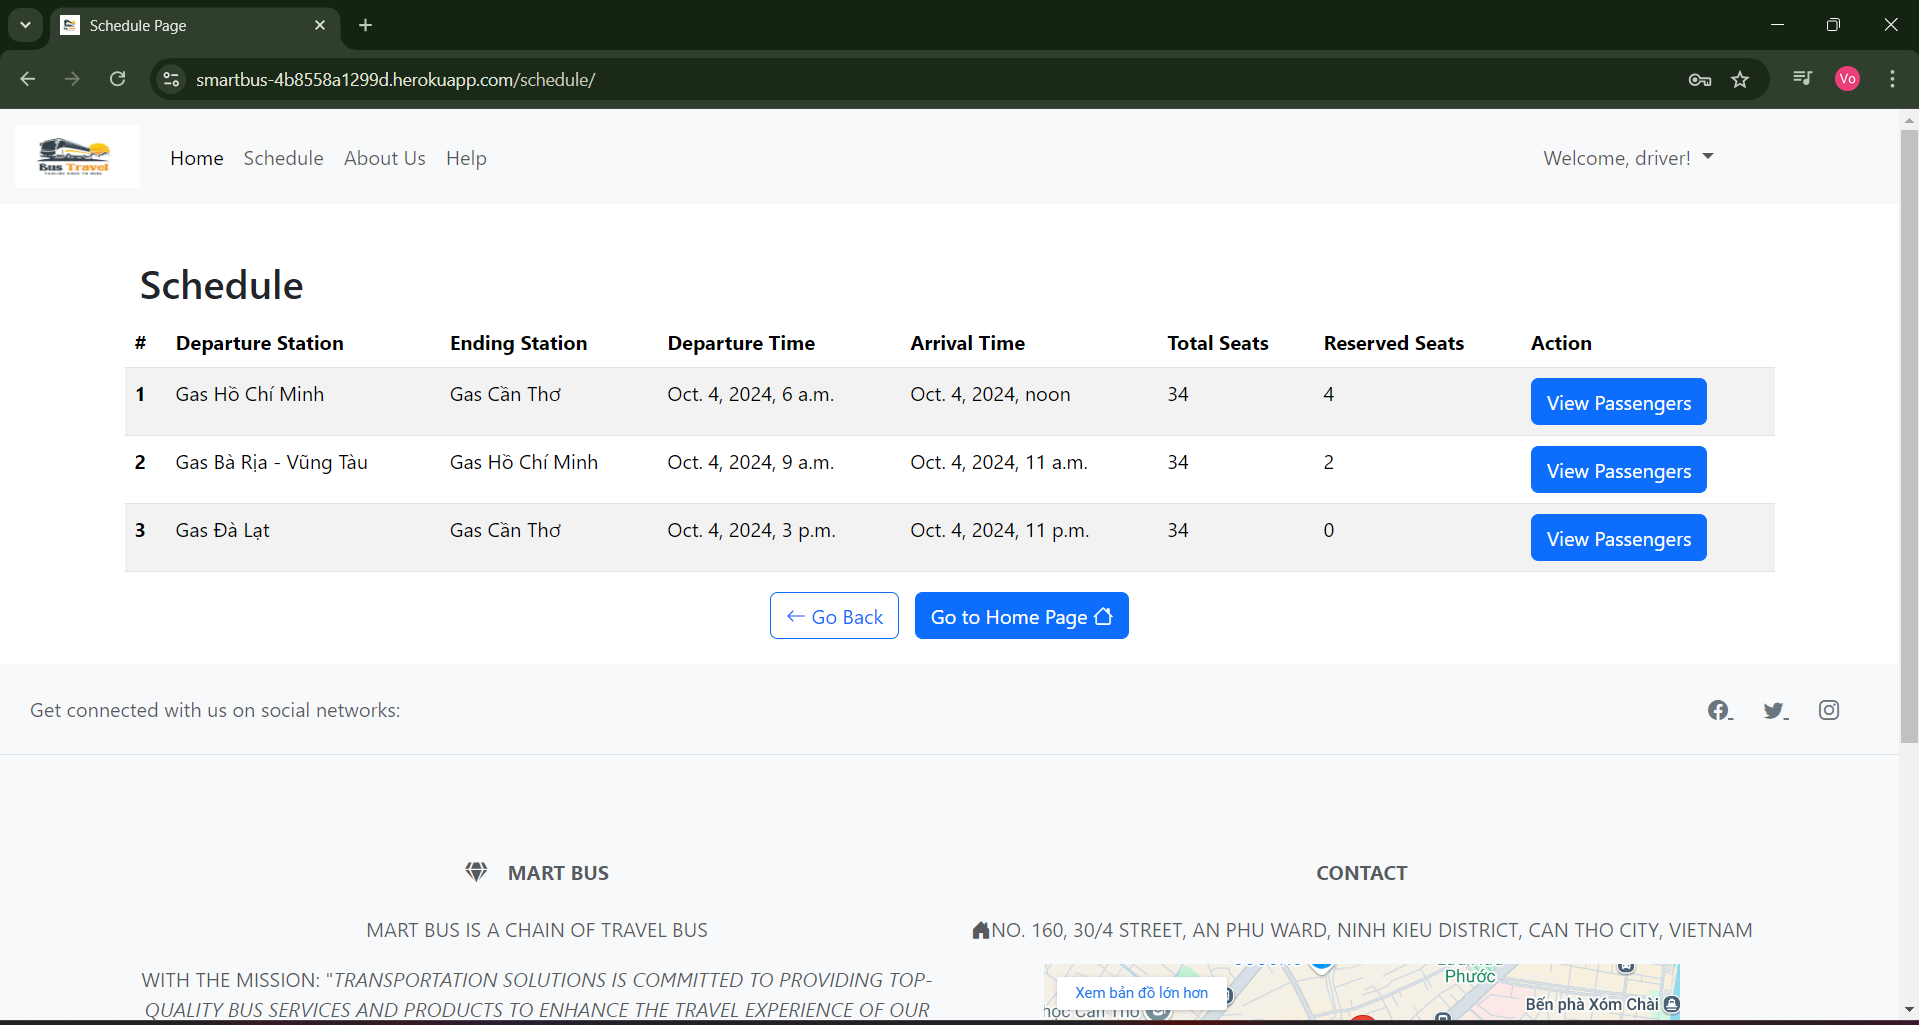 Schedule Page
smartbus-4b8558a1299d.herokuapp.com/schedule/
Vo
Bus Travel
Home Schedule About Us Help Welcome, driver!
Schedule
# Departure Station Ending Station Departure Time Arrival Time Total Seats Reserved Seats Action
1 Gas Hồ Chí Minh Gas Cần Thơ Oct. 4, 2024, 6 a.m. Oct. 4, 2024, noon 34 4 View Passengers
2 Gas Bà Rịa - Vũng Tàu Gas Hồ Chí Minh Oct. 4, 2024, 9 a.m. Oct. 4, 2024, 11 a.m. 34 2 View Passengers
3 Gas Đà Lạt Gas Cần Thơ Oct. 4, 2024, 3 p.m. Oct. 4, 2024, 11 p.m. 34 0 View Passengers
Go Back Go to Home Page
Get connected with us on social networks:
MART BUS
MART BUS IS A CHAIN OF TRAVEL BUS
WITH THE MISSION: "TRANSPORTATION SOLUTIONS IS COMMITTED TO PROVIDING TOP-
QUALITY BUS SERVICES AND PRODUCTS TO ENHANCE THE TRAVEL EXPERIENCE OF OUR
CONTACT
NO. 160, 30/4 STREET, AN PHU WARD, NINH KIEU DISTRICT, CAN THO CITY, VIETNAM
Phước
Xem bản đồ lớn hơn
Bến phà Xóm Chài
học Cần Thơ